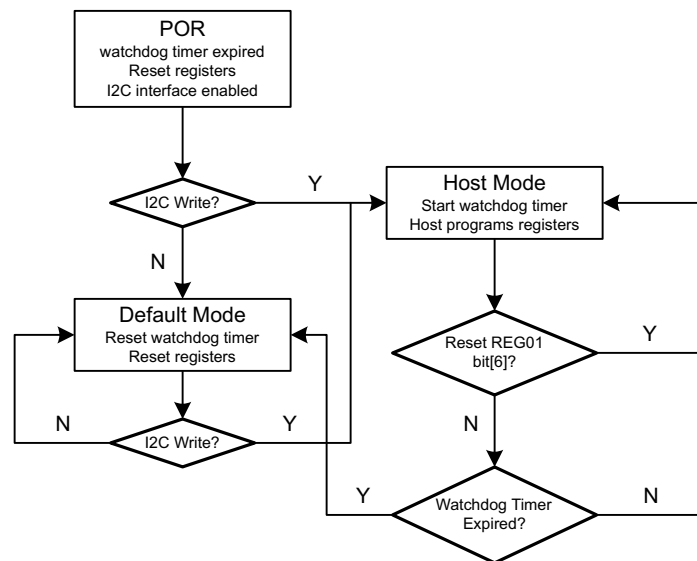 POR
watchdog timer expired
Reset registers
I2C interface enabled
I2C Write?
Y
N
Host Mode
Start watchdog timer
Host programs registers
Default Mode
Reset watchdog timer
Reset registers
Reset REG01
bit[6]?
Y
N
I2C Write?
N
Y
Watchdog Timer
Expired?
Y
N